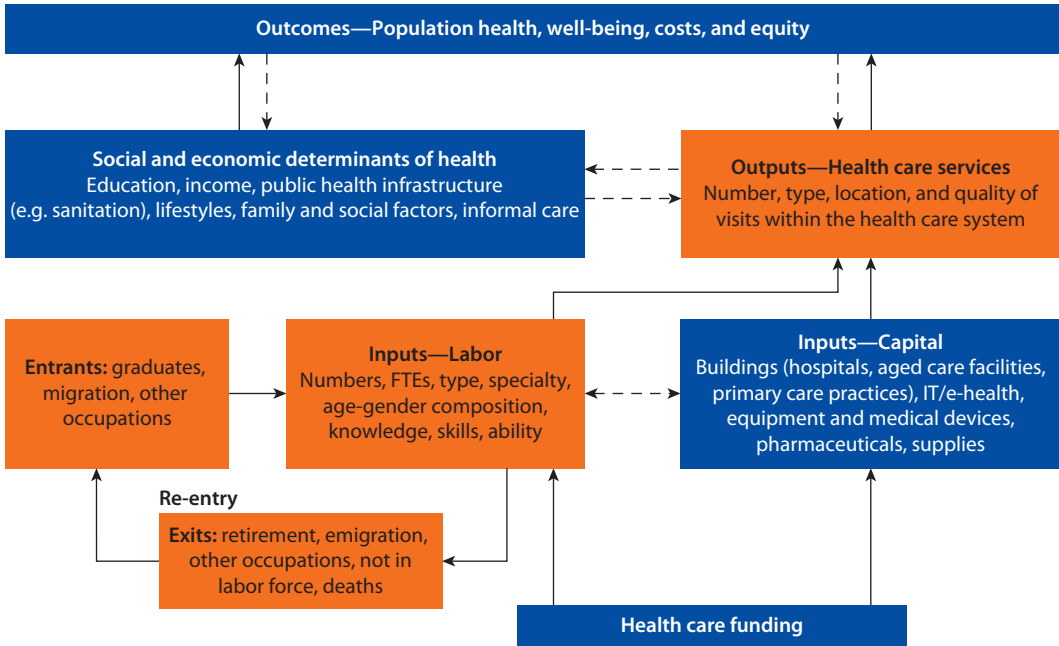 Outcomes—Population health, well-being, costs, and equity
Social and economic determinants of health
Education, income, public health infrastructure
(e.g. sanitation), lifestyles, family and social factors, informal care
Outputs—Health care services
Number, type, location, and quality of
visits within the health care system
Entrants: graduates,
migration, other
occupations
Inputs—Labor
Numbers, FTEs, type, specialty,
age-gender composition,
knowledge, skills, ability
Inputs—Capital
Buildings (hospitals, aged care facilities,
primary care practices), IT/e-health,
equipment and medical devices,
pharmaceuticals, supplies
Re-entry
Exits: retirement, emigration,
other occupations, not in
labor force, deaths
Health care funding